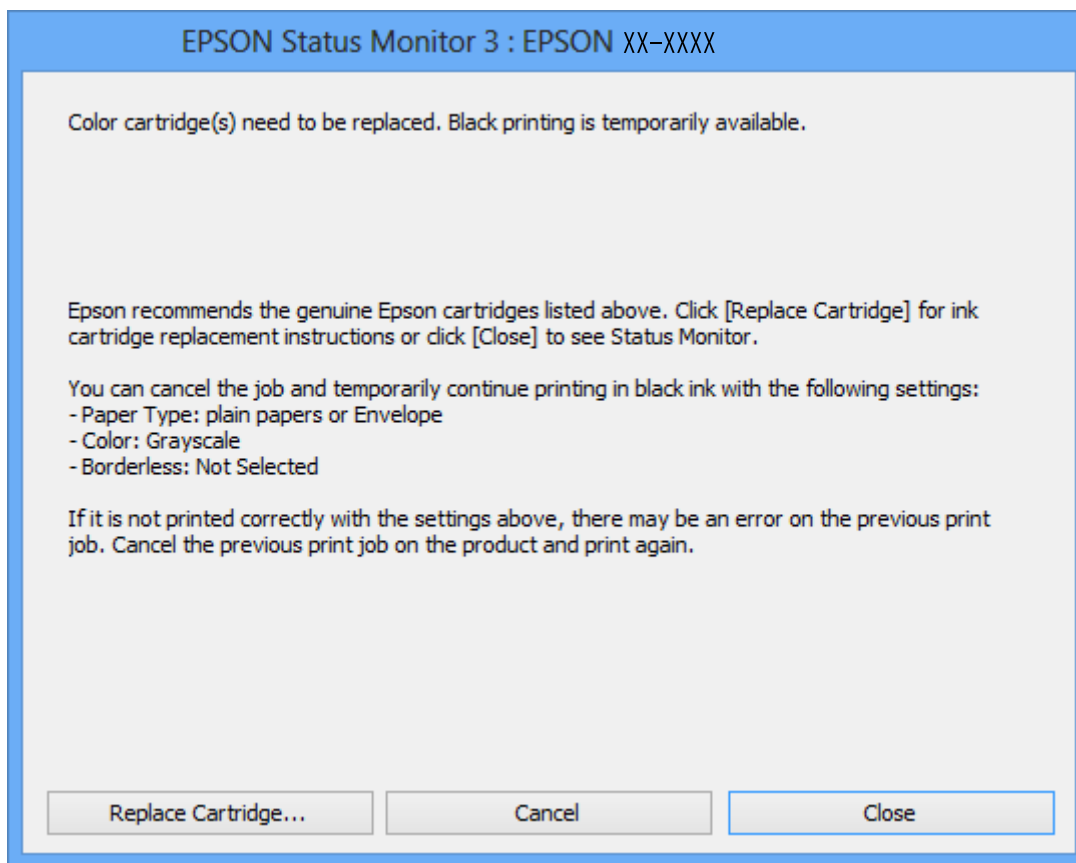 EPSON Status Monitor 3 : EPSON XX-XXXX
Color cartridge(s) need to be replaced. Black printing is temporarily available.
Epson recommends the genuine Epson cartridges listed above. Click [Replace Cartridge] for ink
cartridge replacement instructions or click [Close] to see Status Monitor.
You can cancel the job and temporarily continue printing in black ink with the following settings:
- Paper Type: plain papers or Envelope
- Color: Grayscale
- Borderless: Not Selected
If it is not printed correctly with the settings above, there may be an error on the previous print
job. Cancel the previous print job on the product and print again.
Replace Cartridge... Cancel Close